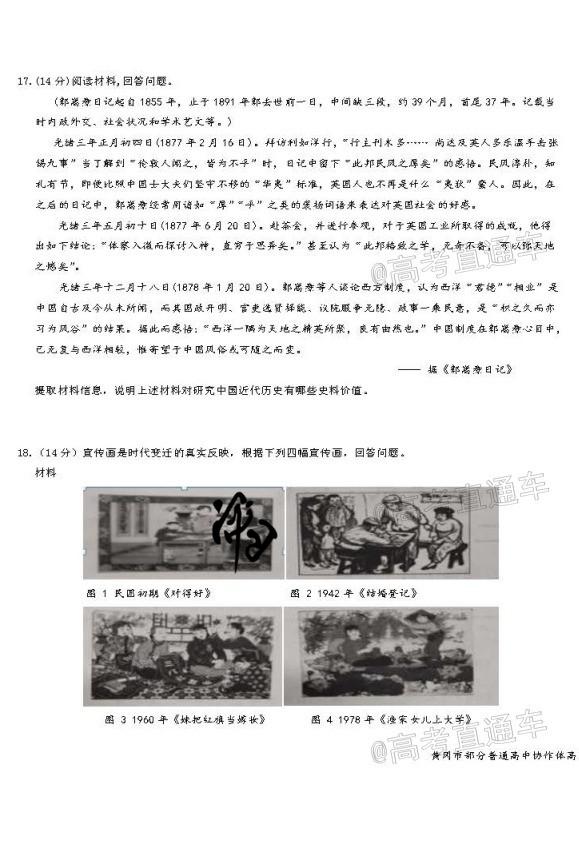 17.(14分)阅读材料,回答问题。
(郭嵩焘日记起自1855年，止于1891年郭去世前一日，中间缺三段，约39个月，首尾37年。记载当
时内政外交、社会状况和学术艺文等。)
光绪三年正月初四日(1877年2月16日)。拜访利如洋行，“行主刊木多…… 尚达及英人多乐温手击张
锡九事”当了解到“伦敦人闻之，皆为不平”时，日记中留下“此邦民风之厚矣”的感悟。民风淳朴，知
礼有节，即使比照中国士大夫们坚守不移的“华夷”标准，英国人也不再是什么“夷狄”蛮人。因此，在
之后的日记中，郭嵩焘经常用诸如“厚”“平”之类的褒扬词语来表达对英国社会的好感。
光绪三年五月初十日(1877年6月20日)。赴茶会，并进行参观，对于英国工业所取得的成就，他得
出如下结论:“体察入微而探讨入神，直穷于思异矣。”甚至认为“此邦格致之学，无奇不备，可以弥天地
之憾矣”。
光绪三年十二月十八日(1878年1月20日)。郭嵩焘等人谈论西方制度，认为西洋“君德”“相业”是
中国自古及今从未所闻，而其国政开明、官吏选贤择能、议院服争无隐、政事一乘民意，是“积之久而亦
习为风俗”的结果。据此而感悟:“西洋一隅为天地之精英所聚，良有由然也。”中国制度在郭嵩焘心目中，
已无复与西洋相较，惟寄望于中国风俗或可随之而变。
—— 据《郭嵩焘日记》
提取材料信息，说明上述材料对研究中国近代历史有哪些史料价值。
18.（14分）宣传画是时代变迁的真实反映，根据下列四幅宣传画，回答问题。
材料
图 1 民国初期《对得好》
图 2 1942年《结婚登记》
图 3 1960年《妹把红旗当嫁妆》
图 4 1978年《渔家女儿上大学》
黄冈市部分普通高中协作体高
@高考直通车
@高考直通车
@高考直通车